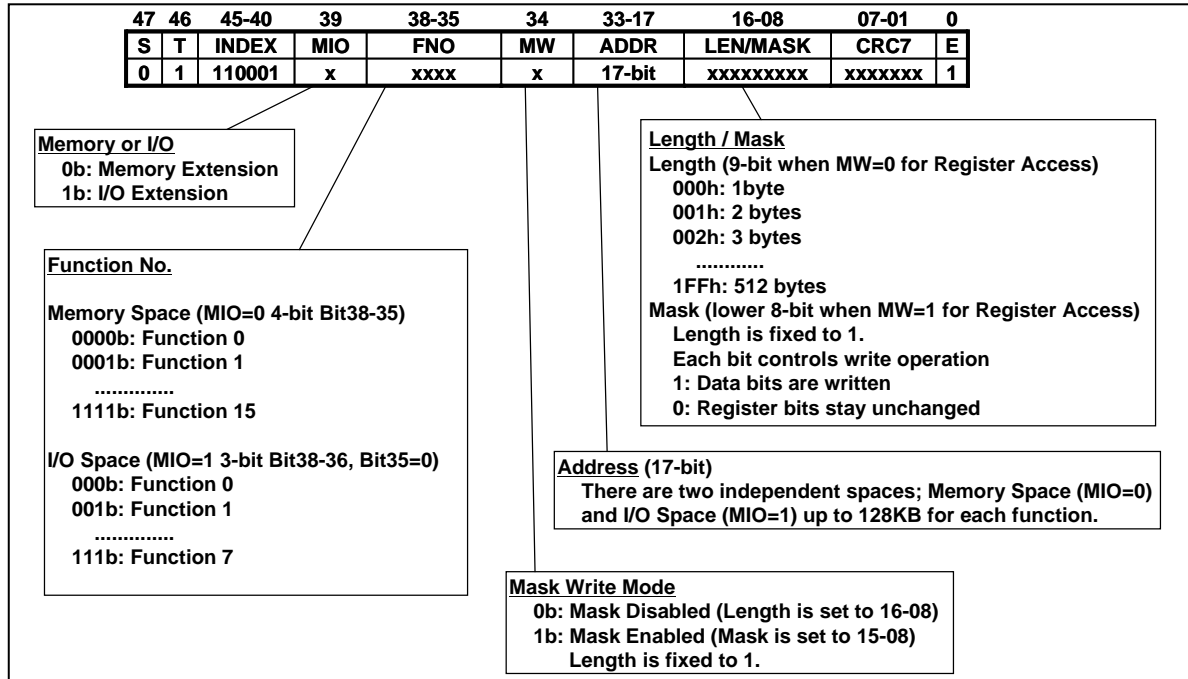 47 46 45-40 39 38-35 34 33-17 16-08 07-01 0
S T INDEX MIO FNO MW ADDR LEN/MASK CRC7 E
0 1 110001 x xxxx x 17-bit xxxxxxxxx xxxxxxx 1
Memory or I/O
0b: Memory Extension
1b: I/O Extension
Function No.
Memory Space (MIO=0 4-bit Bit38-35)
0000b: Function 0
0001b: Function 1
..............
1111b: Function 15
I/O Space (MIO=1 3-bit Bit38-36, Bit35=0)
000b: Function 0
001b: Function 1
..............
111b: Function 7
Length / Mask
Length (9-bit when MW=0 for Register Access)
000h: 1byte
001h: 2 bytes
002h: 3 bytes
............
1FFh: 512 bytes
Mask (lower 8-bit when MW=1 for Register Access)
Length is fixed to 1.
Each bit controls write operation
1: Data bits are written
0: Register bits stay unchanged
Address (17-bit)
There are two independent spaces; Memory Space (MIO=0)
and I/O Space (MIO=1) up to 128KB for each function.
Mask Write Mode
0b: Mask Disabled (Length is set to 16-08)
1b: Mask Enabled (Mask is set to 15-08)
Length is fixed to 1.